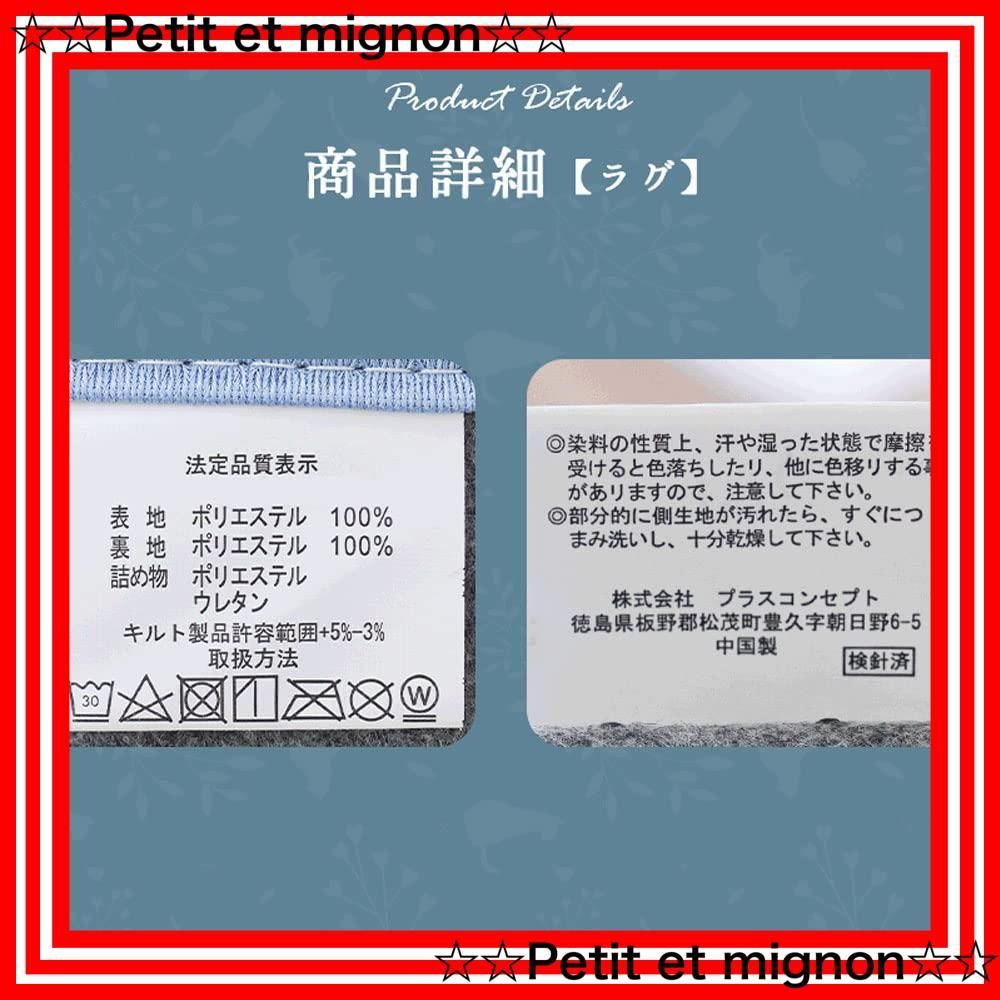 ☆☆Petit et mignon☆☆
Product Details
商品詳細【ラグ】
法定品質表示
表 地 ポリエステル 100%
裏 地 ポリエステル 100%
詰め物 ポリエステル
ウレタン
キルト製品許容範囲+5%-3%
取扱方法
30
W
◎染料の性質上、汗や湿った状態で摩擦を
受けると色落ちしたり、他に色移りする事
がありますので、注意して下さい。
◎部分的に側生地が汚れたら、すぐにつ
まみ洗いし、十分乾燥して下さい。
株式会社 プラスコンセプト
徳島県板野郡松茂町豊久字朝日野6-5
中国製
検針済
☆☆Petit et mignon☆☆